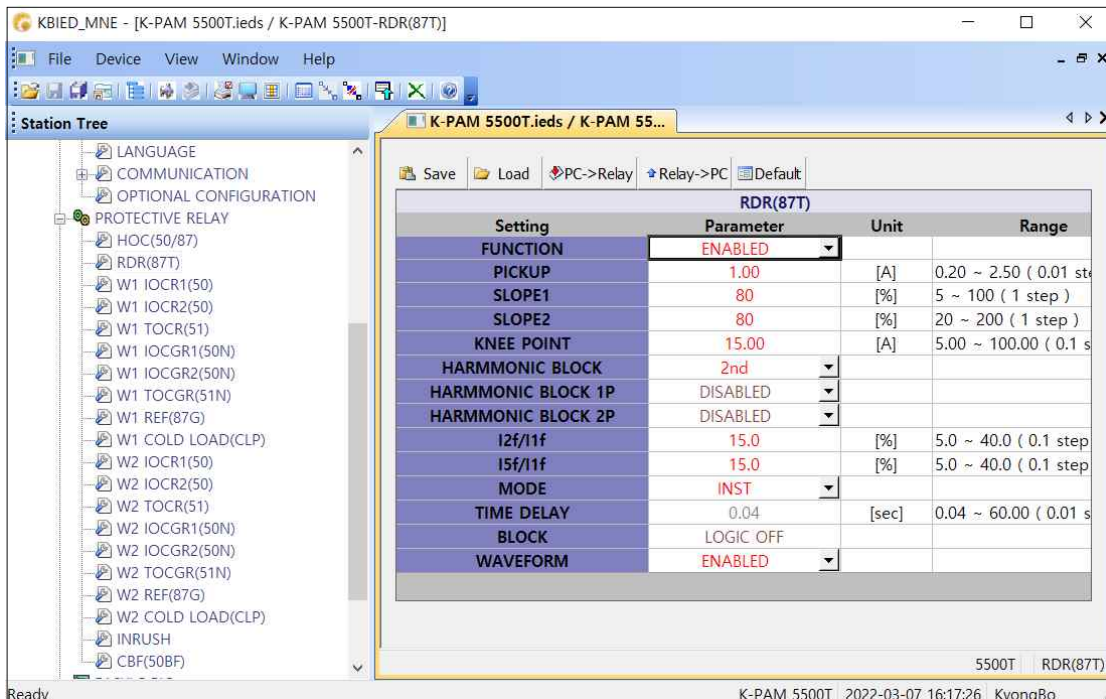 KBIED_MNE - [K-PAM 5500T.ieds / K-PAM 5500T-RDR(87T)]
File Device View Window Help
Station Tree
K-PAM 5500T.ieds / K-PAM 55...
LANGUAGE
COMMUNICATION
OPTIONAL CONFIGURATION
PROTECTIVE RELAY
HOC(50/87)
RDR(87T)
W1 IOCR1(50)
W1 IOCR2(50)
W1 TOCR(51)
W1 IOCGR1(50N)
W1 IOCGR2(50N)
W1 TOCGR(51N)
W1 REF(87G)
W1 COLD LOAD(CLP)
W2 IOCR1(50)
W2 IOCR2(50)
W2 TOCR(51)
W2 IOCGR1(50N)
W2 IOCGR2(50N)
W2 TOCGR(51N)
W2 REF(87G)
W2 COLD LOAD(CLP)
INRUSH
CBF(50BF)
Save Load PC->Relay Relay->PC Default
RDR(87T)
Setting Parameter Unit Range
FUNCTION ENABLED
PICKUP 1.00 [A] 0.20 ~ 2.50 ( 0.01 ste
SLOPE1 80 [%] 5 ~ 100 ( 1 step )
SLOPE2 80 [%] 20 ~ 200 ( 1 step )
KNEE POINT 15.00 [A] 5.00 ~ 100.00 ( 0.1 s
HARMMONIC BLOCK 2nd
HARMMONIC BLOCK 1P DISABLED
HARMMONIC BLOCK 2P DISABLED
I2f/I1f 15.0 [%] 5.0 ~ 40.0 ( 0.1 step
I5f/I1f 15.0 [%] 5.0 ~ 40.0 ( 0.1 step
MODE INST
TIME DELAY 0.04 [sec] 0.04 ~ 60.00 ( 0.01 s
BLOCK LOGIC OFF
WAVEFORM ENABLED
5500T RDR(87T)
Ready K-PAM 5500T 2022-03-07 16:17:26 KyongBo